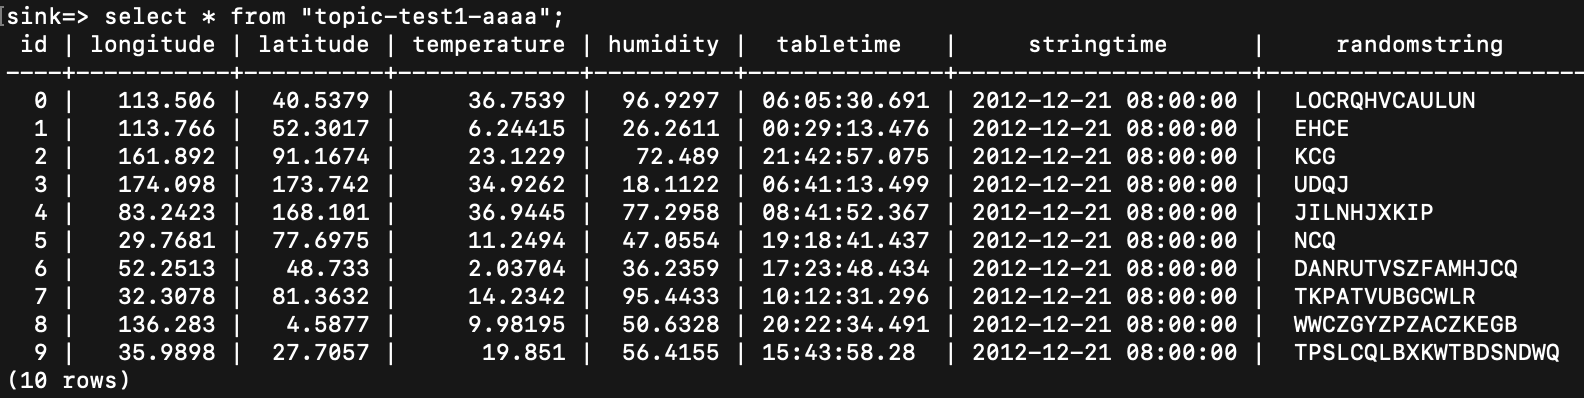 sink=> select * from "topic-test1-aaaa";
 id | longitude | latitude | temperature | humidity |   tabletime   |     stringtime      |     randomstring
----+-----------+----------+-------------+----------+--------------+---------------------+-----------------------
  0 |   113.506 |  40.5379 |     36.7539 |  96.9297 | 06:05:30.691 | 2012-12-21 08:00:00 |  LOCRQHVCAULUN
  1 |   113.766 |  52.3017 |     6.24415 |  26.2611 | 00:29:13.476 | 2012-12-21 08:00:00 |  EHCE
  2 |   161.892 |  91.1674 |     23.1229 |   72.489 | 21:42:57.075 | 2012-12-21 08:00:00 |  KCG
  3 |   174.098 |  173.742 |     34.9262 |  18.1122 | 06:41:13.499 | 2012-12-21 08:00:00 |  UDQJ
  4 |   83.2423 |  168.101 |     36.9445 |  77.2958 | 08:41:52.367 | 2012-12-21 08:00:00 |  JILNHJXKIP
  5 |   29.7681 |  77.6975 |     11.2494 |  47.0554 | 19:18:41.437 | 2012-12-21 08:00:00 |  NCQ
  6 |   52.2513 |   48.733 |     2.03704 |  36.2359 | 17:23:48.434 | 2012-12-21 08:00:00 |  DANRUTVSZFAMHJCQ
  7 |   32.3078 |  81.3632 |     14.2342 |  95.4433 | 10:12:31.296 | 2012-12-21 08:00:00 |  TKPATVUBGCWLR
  8 |   136.283 |   4.5877 |     9.98195 |  50.6328 | 20:22:34.491 | 2012-12-21 08:00:00 |  WWCZGYZPZACZKEGB
  9 |   35.9898 |  27.7057 |      19.851 |  56.4155 | 15:43:58.28  | 2012-12-21 08:00:00 |  TPSLCQLBXKWTBDSNDWQ
(10 rows)